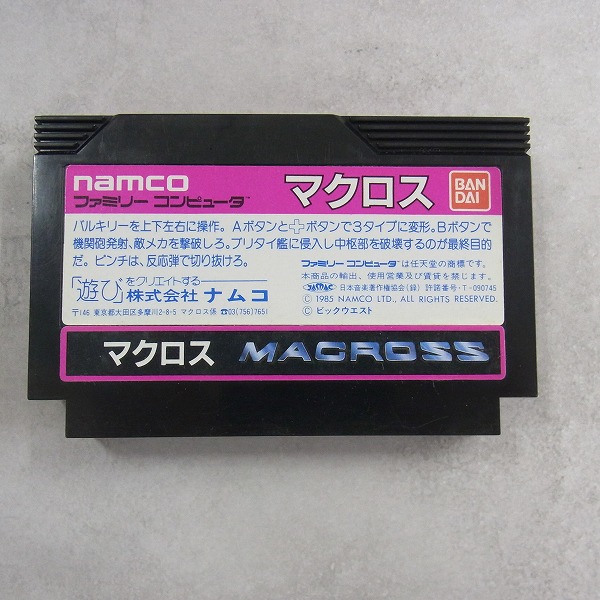 namco
ファミリー コンピュータ™
マクロス
BAN
DAI
バルキリーを上下左右に操作。Aボタンと十ボタンで3タイプに変形。Bボタンで
機関砲発射、敵メカを撃破しろ。ブリタイ艦に侵入し中枢部を破壊するのが最終目的
だ。ピンチは、反応弾で切り抜けろ。
ファミリー コンピュータ™は任天堂の商標です。
本商品の輸出、使用営業及び賃貸を禁じます。
JASRAC 日本音楽著作権協会(録) 許諾番号・T-090745
Ⓒ 1985 NAMCO LTD., ALL RIGHTS RESERVED
Ⓒ ビックウエスト
「遊び」をクリエイトする
株式会社 ナムコ
〒146 東京都大田区多摩川2-8-5 マクロス係 ☎03(756)7651
マクロス MACROSS